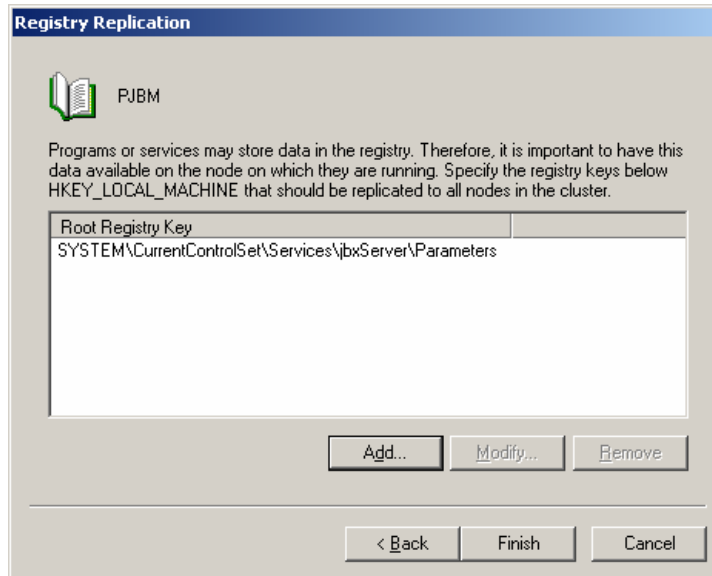 Registry Replication
PJBM
Programs or services may store data in the registry. Therefore, it is important to have this
data available on the node on which they are running. Specify the registry keys below
HKEY_LOCAL_MACHINE that should be replicated to all nodes in the cluster.
Root Registry Key
SYSTEM\CurrentControlSet\Services\jbxServer\Parameters
Add... Modify... Remove
< Back Finish Cancel